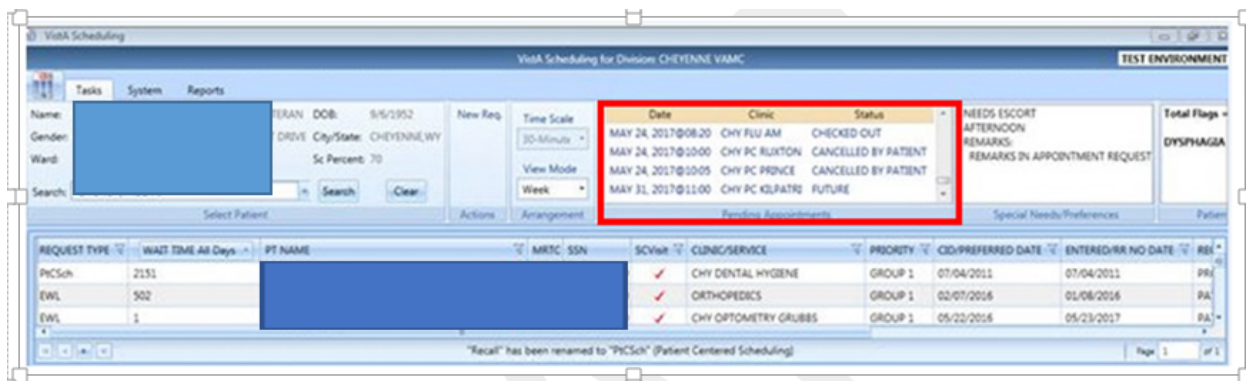 VistA Scheduling
VistA Scheduling for Division: CHEYENNE VAMC
TEST ENVIRONMENT
Tasks System Reports
Name: TERAN DOB: 9/6/1952
Gender: DRIVE City/State: CHEYENNE,WY
Ward: Sc Percent: 70
Search: Search Clear
Select Patient
New Req.
Actions
Time Scale
30-Minute
View Mode
Week
Arrangement
Date Clinic Status
MAY 24, 2017@08:20 CHY FLU AM CHECKED OUT
MAY 24, 2017@10:00 CHY PC RUXTON CANCELLED BY PATIENT
MAY 24, 2017@10:05 CHY PC PRINCE CANCELLED BY PATIENT
MAY 31, 2017@11:00 CHY PC KILPATRI FUTURE
Pending Appointments
NEEDS ESCORT
AFTERNOON
REMARKS:
REMARKS IN APPOINTMENT REQUEST
Special Needs/Preferences
Total Flags =
DYSPHAGIA
Patien
REQUEST TYPE WAIT TIME All Days PT NAME MRTC SSN SCVisit CLINIC/SERVICE PRIORITY CID/PREFERRED DATE ENTERED/RR NO DATE
PtCSch 2151 CHY DENTAL HYGIENE GROUP 1 07/04/2011 07/04/2011
EWL 502 ORTHOPEDICS GROUP 1 02/07/2016 01/08/2016 PA
EWL 1 CHY OPTOMETRY GRUBBS GROUP 1 05/22/2016 05/23/2017 PA
"Recall" has been renamed to "PtCSch" (Patient Centered Scheduling)
Page 1 of 1